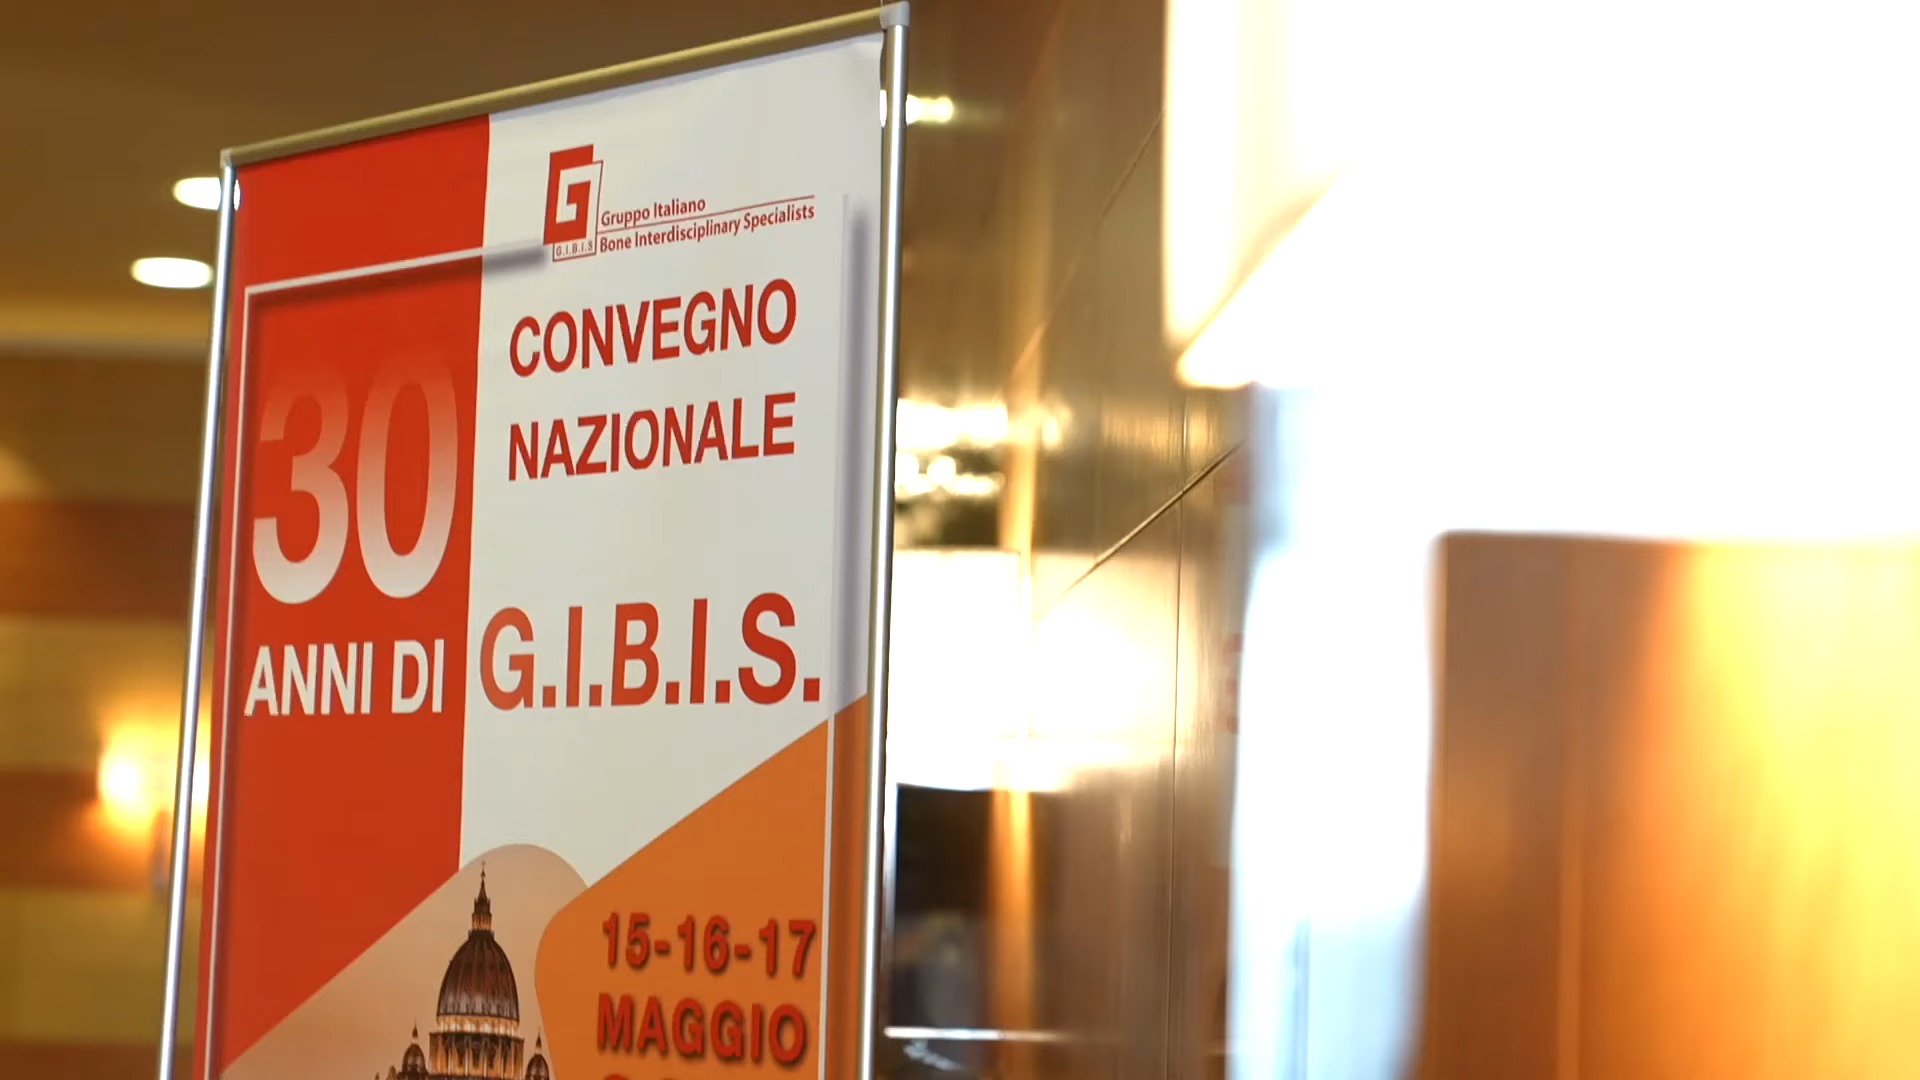 G.I.B.I.S
Gruppo Italiano
Bone Interdisciplinary Specialists
CONVEGNO
NAZIONALE
30
ANNI DI G.I.B.I.S.
15-16-17
MAGGIO